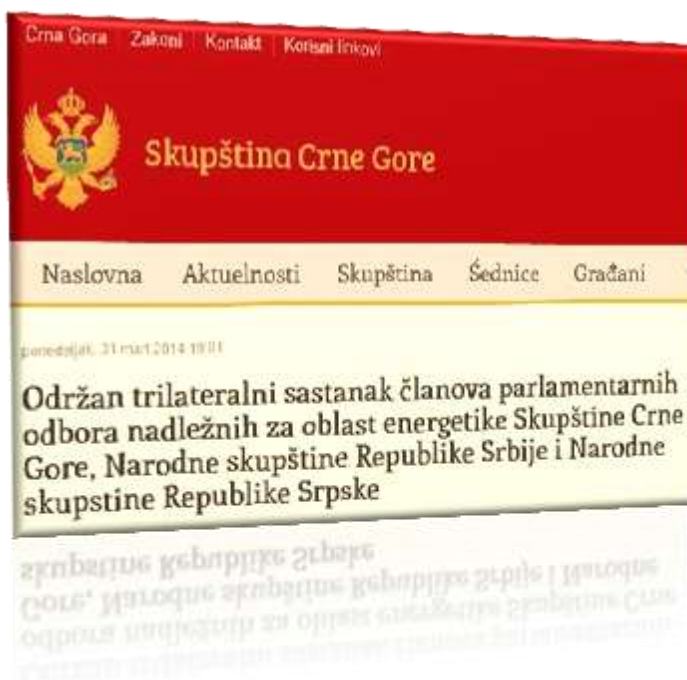 Crna Gora Zakoni Kontakt Korisni linkovi
Skupština Crne Gore
Naslovna Aktuelnosti Skupština Śednice Građani
ponedeljak, 31 mart 2014 19:01
Održan trilateralni sastanak članova parlamentarnih
odbora nadležnih za oblast energetike Skupštine Crne
Gore, Narodne skupštine Republike Srbije i Narodne
skupstine Republike Srpske